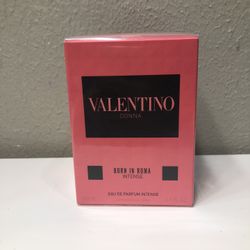 VALENTINO
DONNA
BORN IN ROMA
INTENSE
EAU DE PARFUM INTENSE